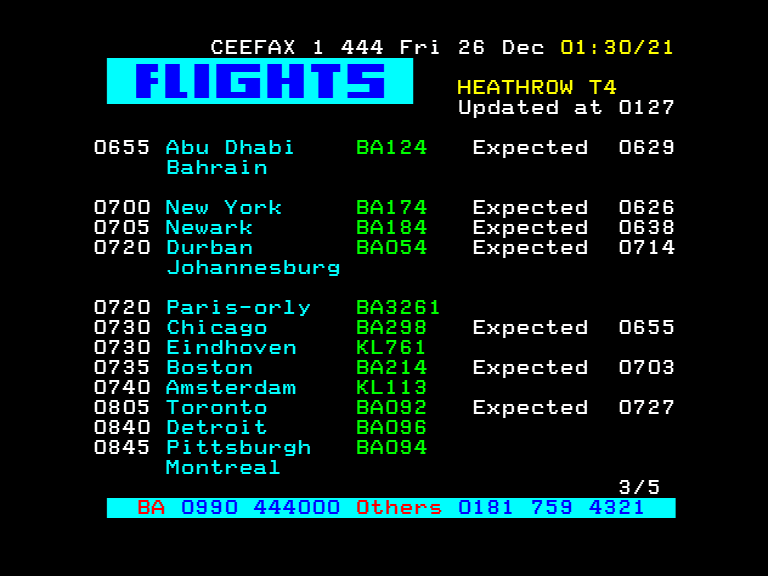 CEEFAX 1 444 Fri 26 Dec 01:30/21
FLIGHTS
HEATHROW T4
Updated at 0127
0655 Abu Dhabi BA124 Expected 0629
Bahrain
0700 New York BA174 Expected 0626
0705 Newark BA184 Expected 0638
0720 Durban BA054 Expected 0714
Johannesburg
0720 Paris-orly BA3261
0730 Chicago BA298 Expected 0655
0730 Eindhoven KL761
0735 Boston BA214 Expected 0703
0740 Amsterdam KL113
0805 Toronto BA092 Expected 0727
0840 Detroit BA096
0845 Pittsburgh BA094
Montreal
3/5
BA 0990 444000 Others 0181 759 4321